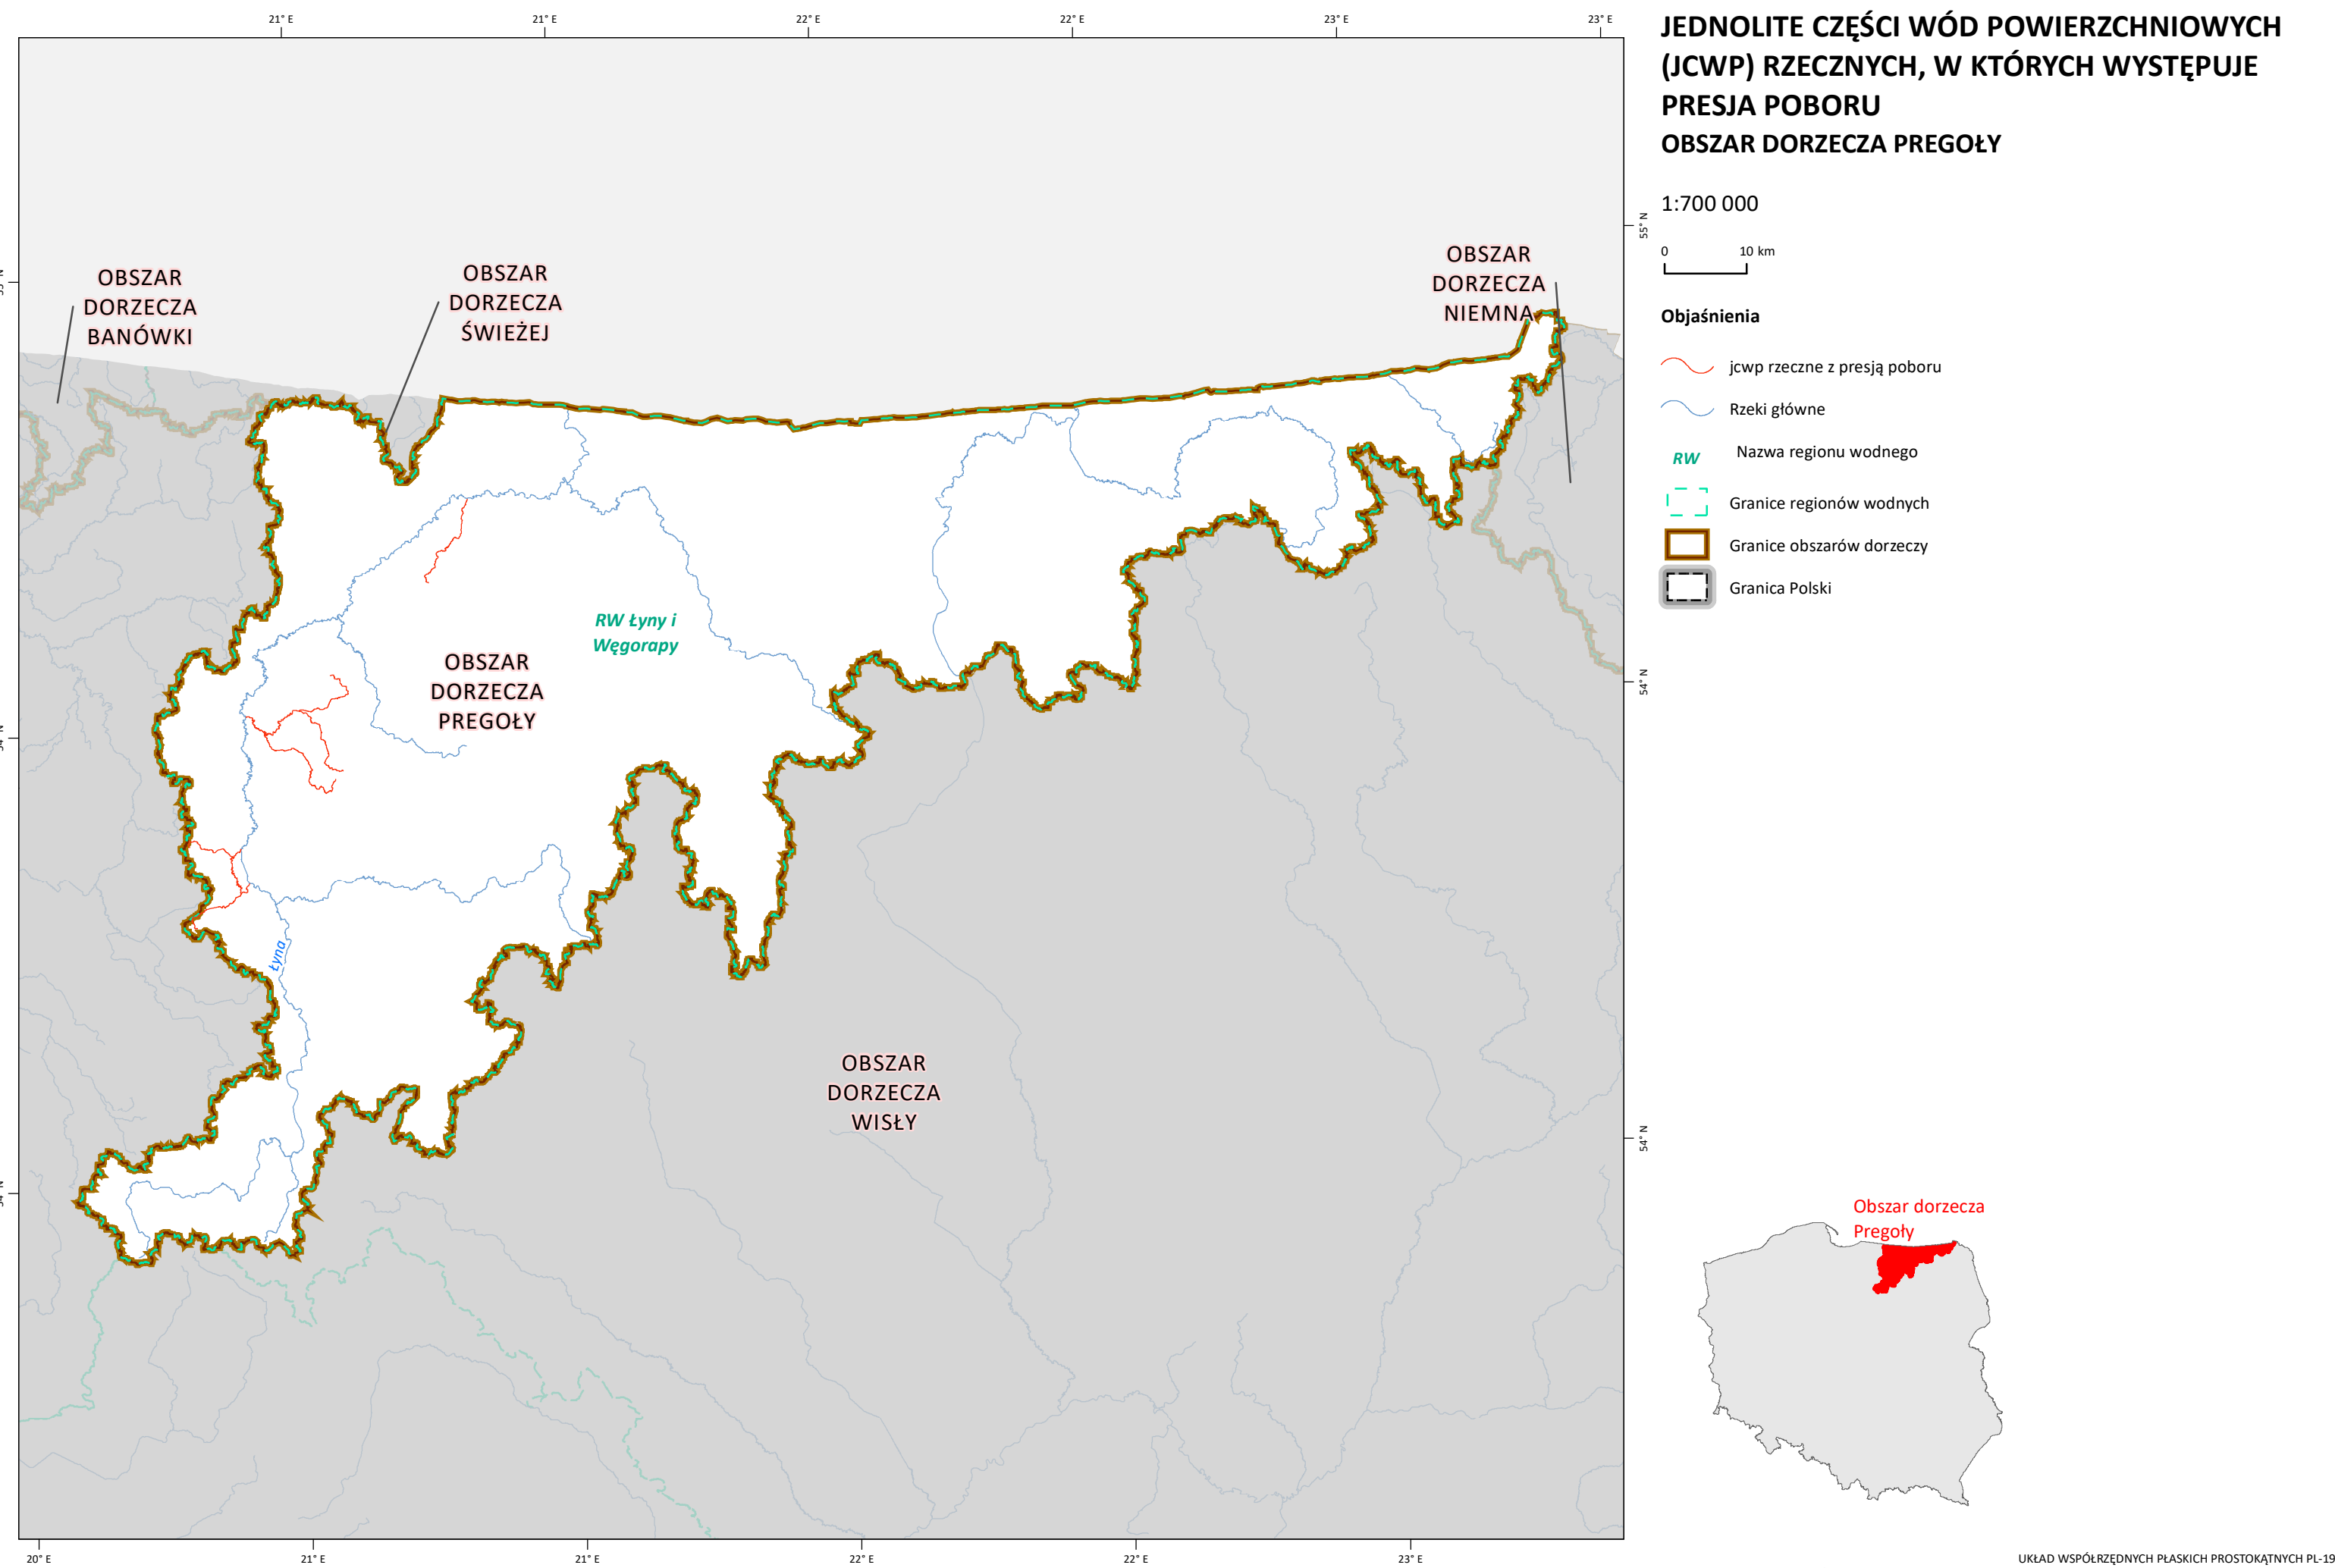 21° E
21° E
22° E
22° E
23° E
23° E
JEDNOLITE CZĘŚCI WÓD POWIERZCHNIOWYCH
(JCWP) RZECZNYCH, W KTÓRYCH WYSTĘPUJE
PRESJA POBORU
OBSZAR DORZECZA PREGOŁY
1:700 000
0 10 km
Objaśnienia
jcwp rzeczne z presją poboru
Rzeki główne
RW Nazwa regionu wodnego
Granice regionów wodnych
Granice obszarów dorzeczy
Granica Polski
OBSZAR
DORZECZA
BANÓWKI
OBSZAR
DORZECZA
ŚWIEŻEJ
OBSZAR
DORZECZA
NIEMNA
55° N
RW Łyny i
Węgorapy
OBSZAR
DORZECZA
PREGOŁY
54° N
Łyna
OBSZAR
DORZECZA
WISŁY
54° N
Obszar dorzecza
Pregoły
20° E
21° E
21° E
22° E
22° E
23° E
UKŁAD WSPÓŁRZĘDNYCH PŁASKICH PROSTOKĄTNYCH PL-19